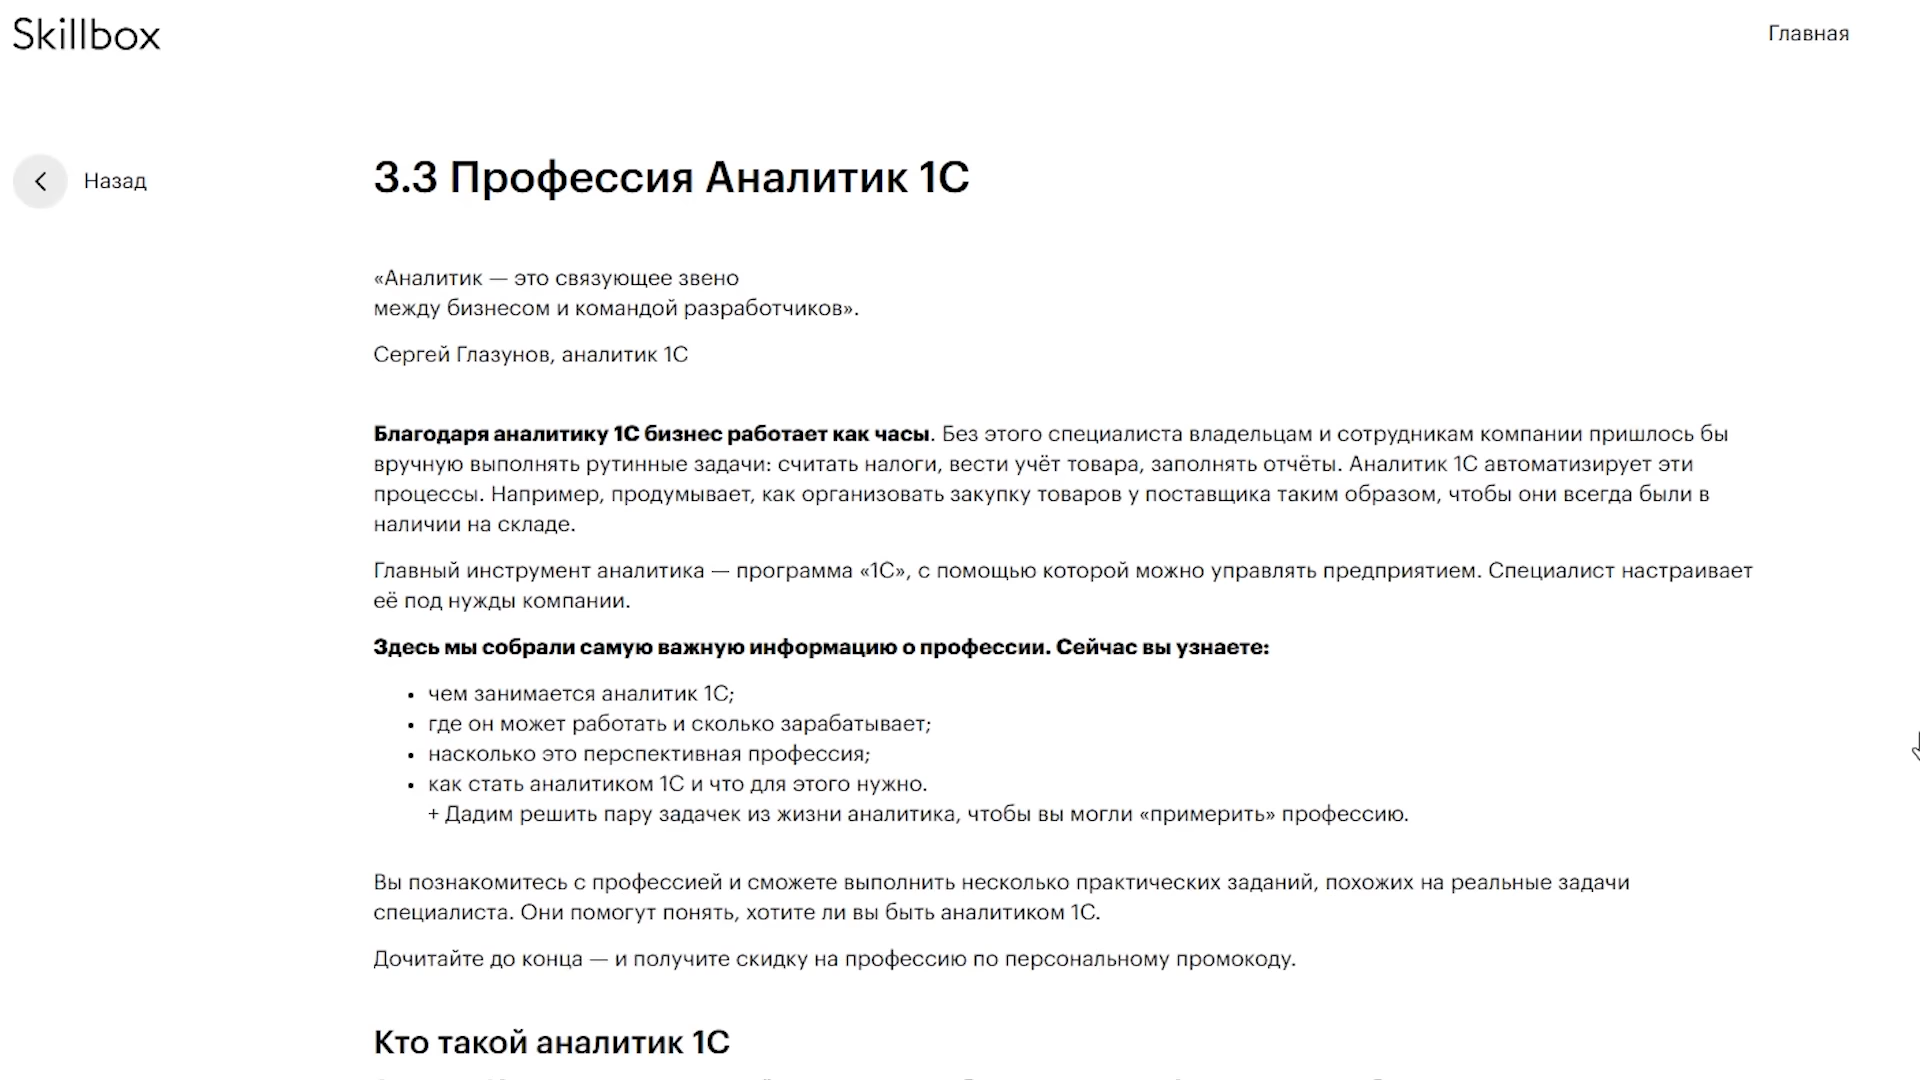 Skillbox
Главная
Назад
3.3 Профессия Аналитик 1С
«Аналитик — это связующее звено
между бизнесом и командой разработчиков».
Сергей Глазунов, аналитик 1С
Благодаря аналитику 1С бизнес работает как часы. Без этого специалиста владельцам и сотрудникам компании пришлось бы
вручную выполнять рутинные задачи: считать налоги, вести учёт товара, заполнять отчёты. Аналитик 1С автоматизирует эти
процессы. Например, продумывает, как организовать закупку товаров у поставщика таким образом, чтобы они всегда были в
наличии на складе.
Главный инструмент аналитика — программа «1С», с помощью которой можно управлять предприятием. Специалист настраивает
её под нужды компании.
Здесь мы собрали самую важную информацию о профессии. Сейчас вы узнаете:
• чем занимается аналитик 1С;
• где он может работать и сколько зарабатывает;
• насколько это перспективная профессия;
• как стать аналитиком 1С и что для этого нужно.
+ Дадим решить пару задачек из жизни аналитика, чтобы вы могли «примерить» профессию.
Вы познакомитесь с профессией и сможете выполнить несколько практических заданий, похожих на реальные задачи
специалиста. Они помогут понять, хотите ли вы быть аналитиком 1С.
Дочитайте до конца — и получите скидку на профессию по персональному промокоду.
Кто такой аналитик 1С